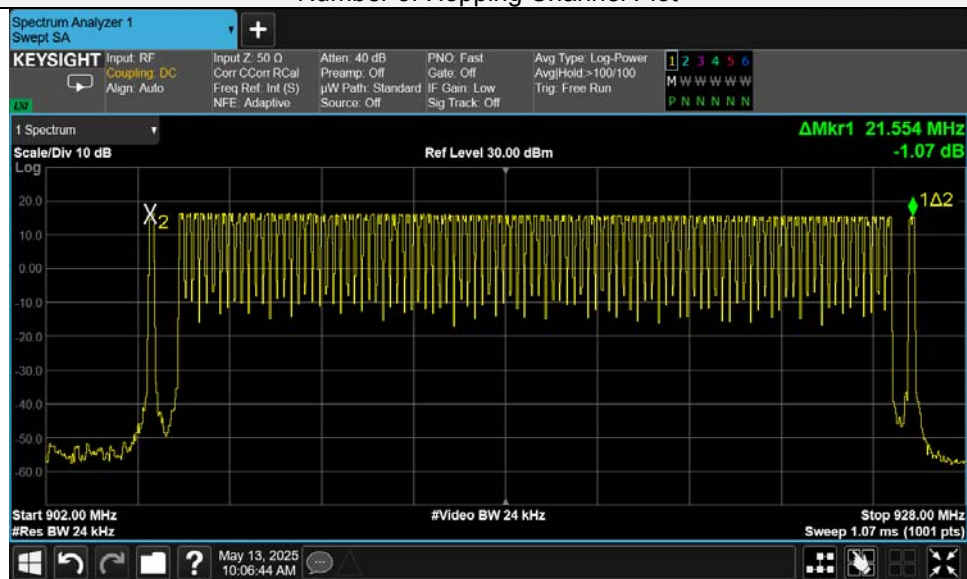 Spectrum Analyzer 1
Swept SA
+
KEYSIGHT
Input: RF
Coupling: DC
Align: Auto
Input Z: 50 Ω
Corr CCorr RCal
Freq Ref: Int (S)
NFE: Adaptive
Atten: 40 dB
Preamp: Off
µW Path: Standard
Source: Off
PNO: Fast
Gate: Off
IF Gain: Low
Sig Track: Off
Avg Type: Log-Power
Avg|Hold:>100/100
Trig: Free Run
1 2 3 4 5 6
M W W W W W
P N N N N N
LXI
1 Spectrum
ΔMkr1 21.554 MHz
Scale/Div 10 dB
Ref Level 30.00 dBm
-1.07 dB
Log
20.0
10.0
0.00
-10.0
-20.0
-30.0
-40.0
-50.0
-60.0
X2
1Δ2
Start 902.00 MHz
#Video BW 24 kHz
Stop 928.00 MHz
#Res BW 24 kHz
Sweep 1.07 ms (1001 pts)
?
May 13, 2025
10:06:44 AM